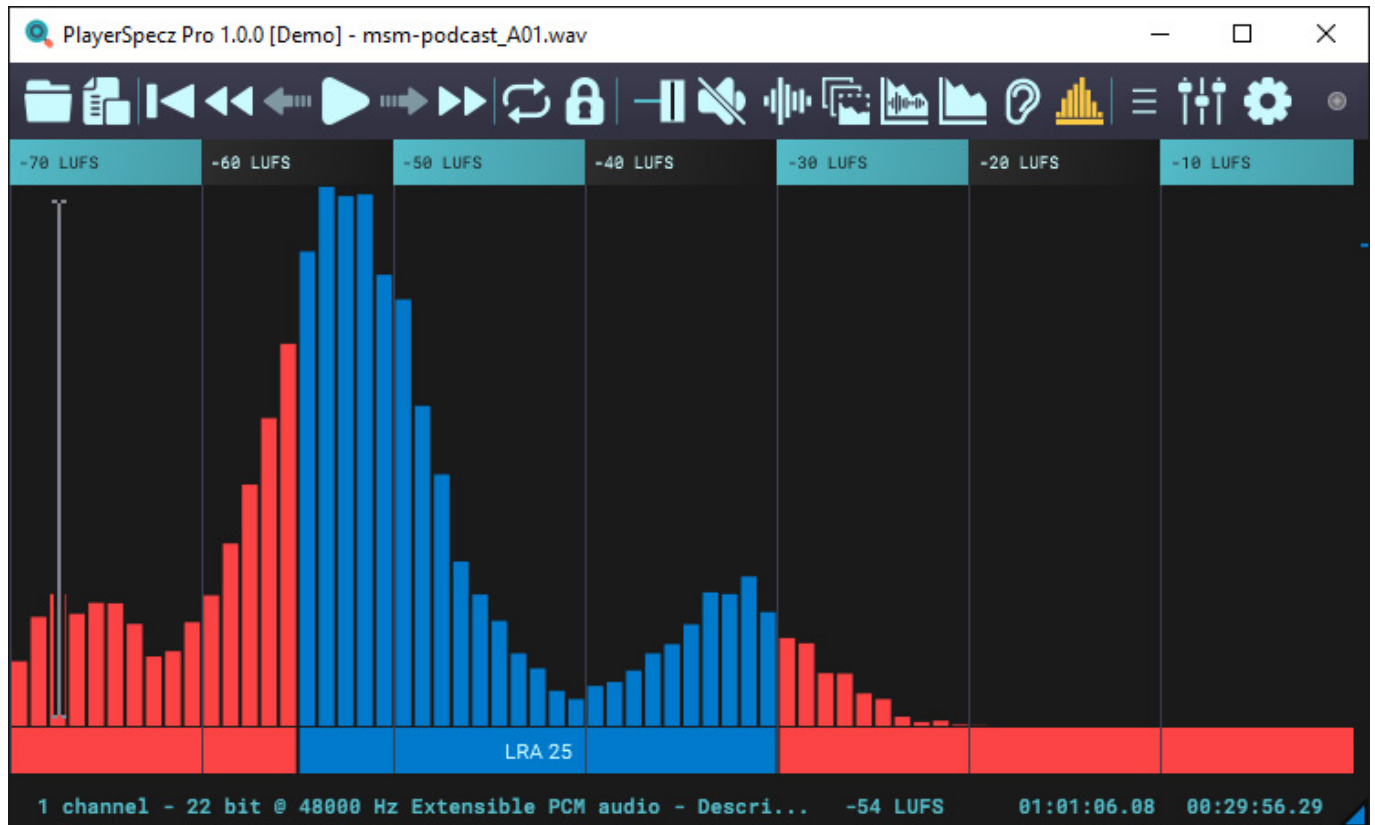 PlayerSpecz Pro 1.0.0 [Demo] - msm-podcast_A01.wav
-70 LUFS -60 LUFS -50 LUFS -40 LUFS -30 LUFS -20 LUFS -10 LUFS
LRA 25
1 channel - 22 bit @ 48000 Hz Extensible PCM audio - Descri... -54 LUFS 01:01:06.08 00:29:56.29